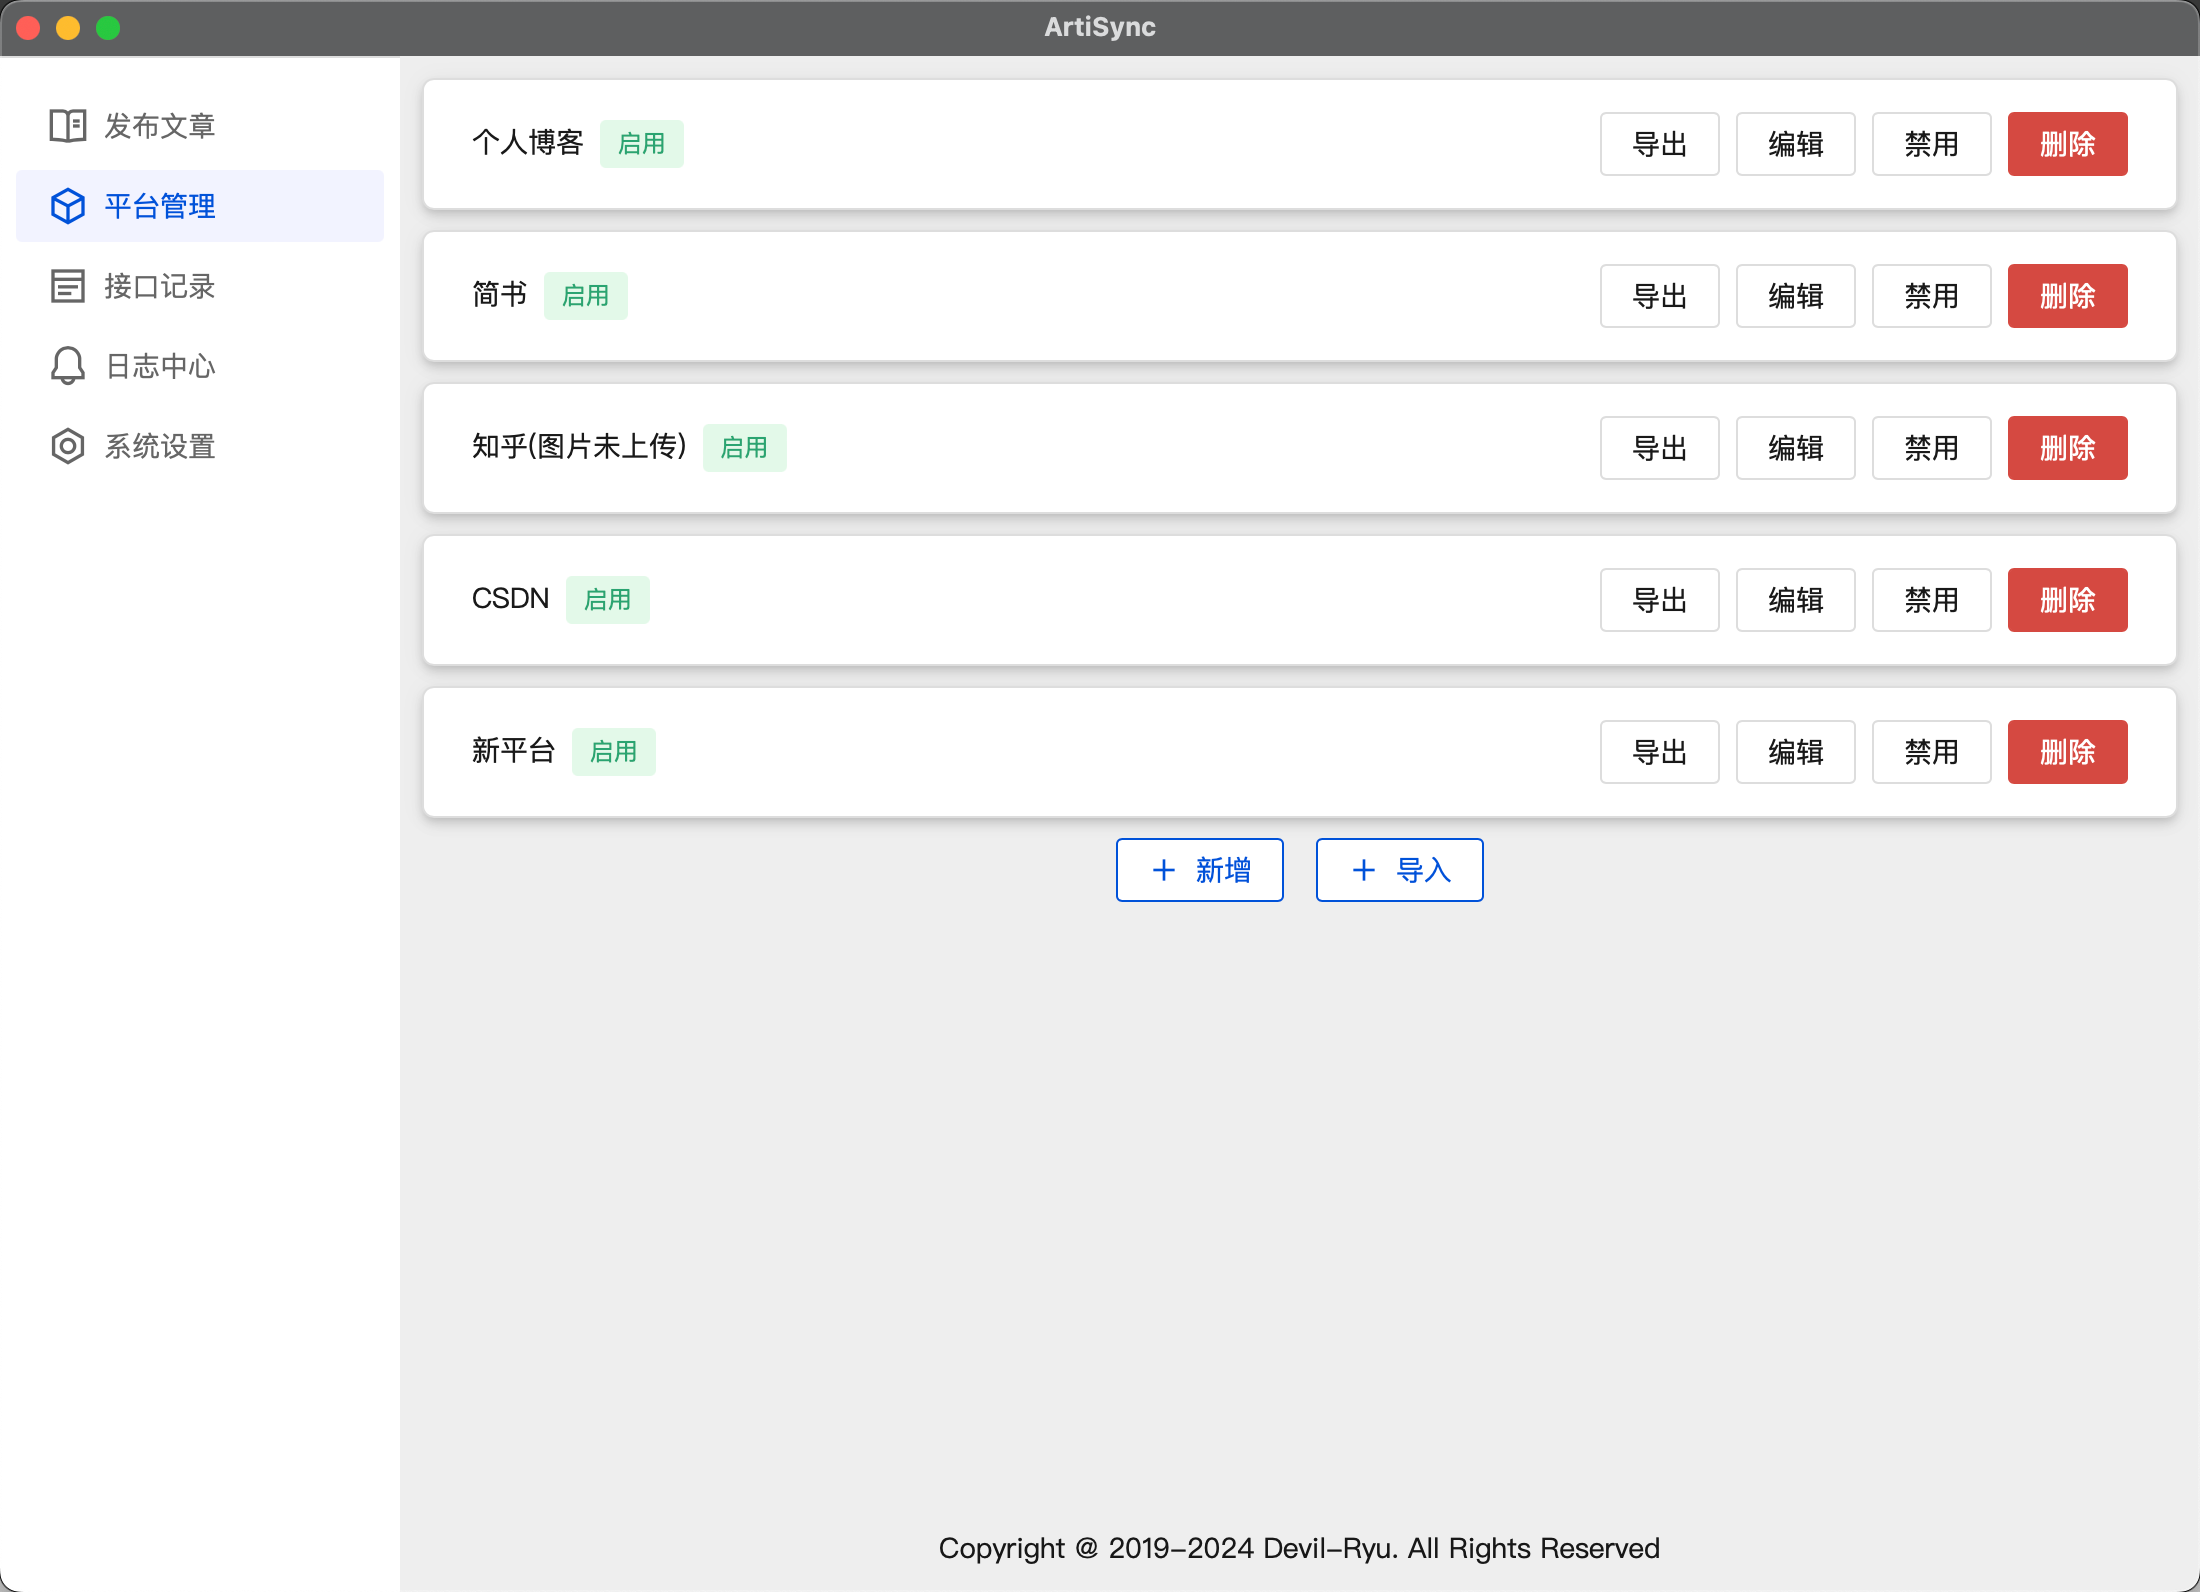 ArtiSync
发布文章
平台管理
接口记录
日志中心
系统设置
个人博客 启用 导出 编辑 禁用 删除
简书 启用 导出 编辑 禁用 删除
知乎(图片未上传) 启用 导出 编辑 禁用 删除
CSDN 启用 导出 编辑 禁用 删除
新平台 启用 导出 编辑 禁用 删除
+ 新增 + 导入
Copyright @ 2019-2024 Devil-Ryu. All Rights Reserved